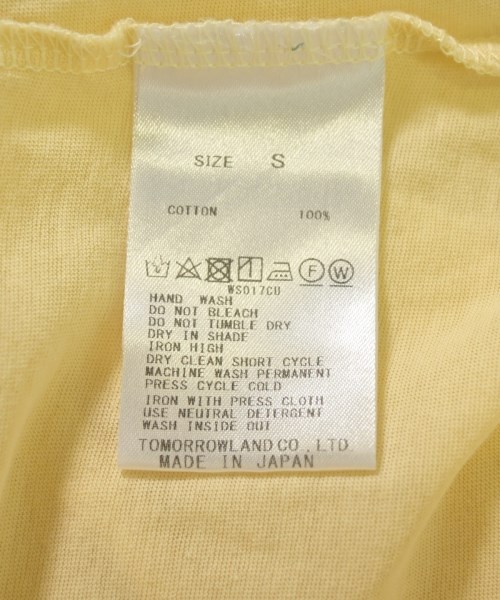 SIZE S
COTTON 100%
F W
WS017CU
HAND WASH
DO NOT BLEACH
DO NOT TUMBLE DRY
DRY IN SHADE
IRON HIGH
DRY CLEAN SHORT CYCLE
MACHINE WASH PERMANENT
PRESS CYCLE COLD
IRON WITH PRESS CLOTH
USE NEUTRAL DETERGENT
WASH INSIDE OUT
TOMORROWLAND CO.,LTD.
MADE IN JAPAN